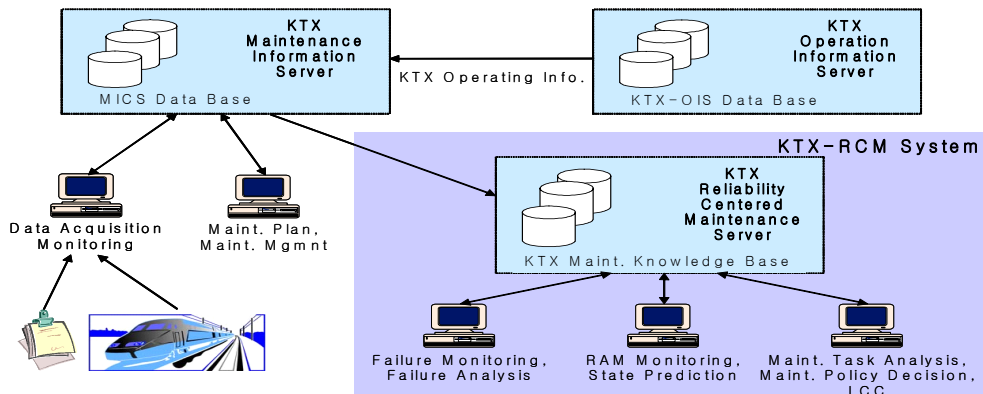 KTX
Maintenance
Information
Server
MICS Data Base
KTX Operating Info.
KTX
Operation
Information
Server
KTX-OIS Data Base
KTX-RCM System
KTX
Reliability
Centered
Maintenance
Server
KTX Maint. Knowledge Base
Data Acquisition
Monitoring
Maint. Plan,
Maint. Mgmnt
Failure Monitoring,
Failure Analysis
RAM Monitoring,
State Prediction
Maint. Task Analysis,
Maint. Policy Decision,
LCC